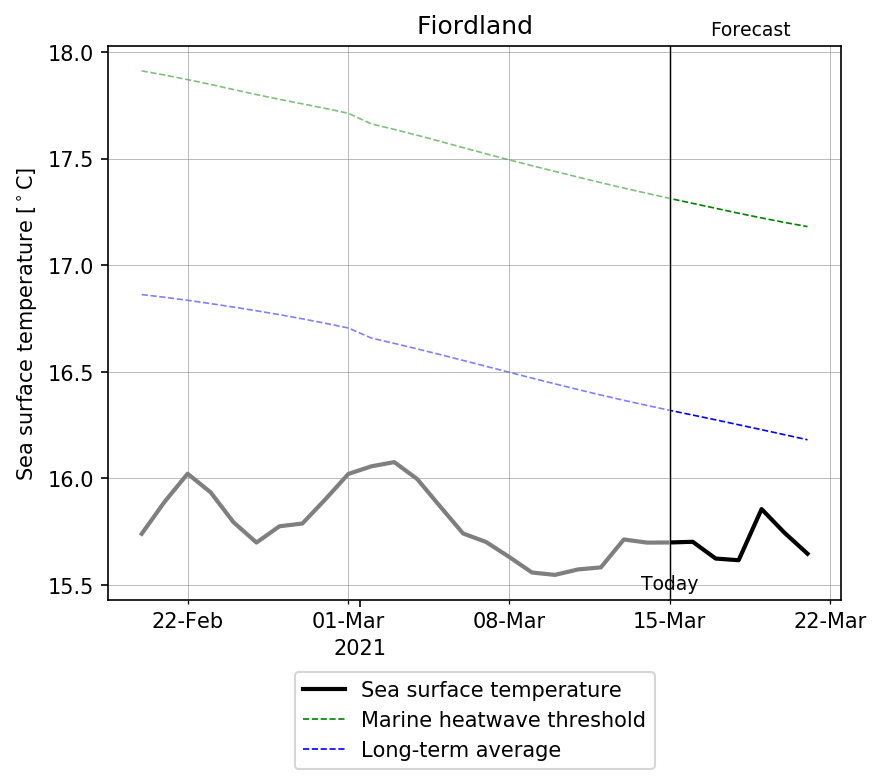 Fiordland
Forecast
Sea surface temperature [°C]
18.0
17.5
17.0
16.5
16.0
15.5
Today
22-Feb 01-Mar 08-Mar 15-Mar 22-Mar
2021
Sea surface temperature
Marine heatwave threshold
Long-term average